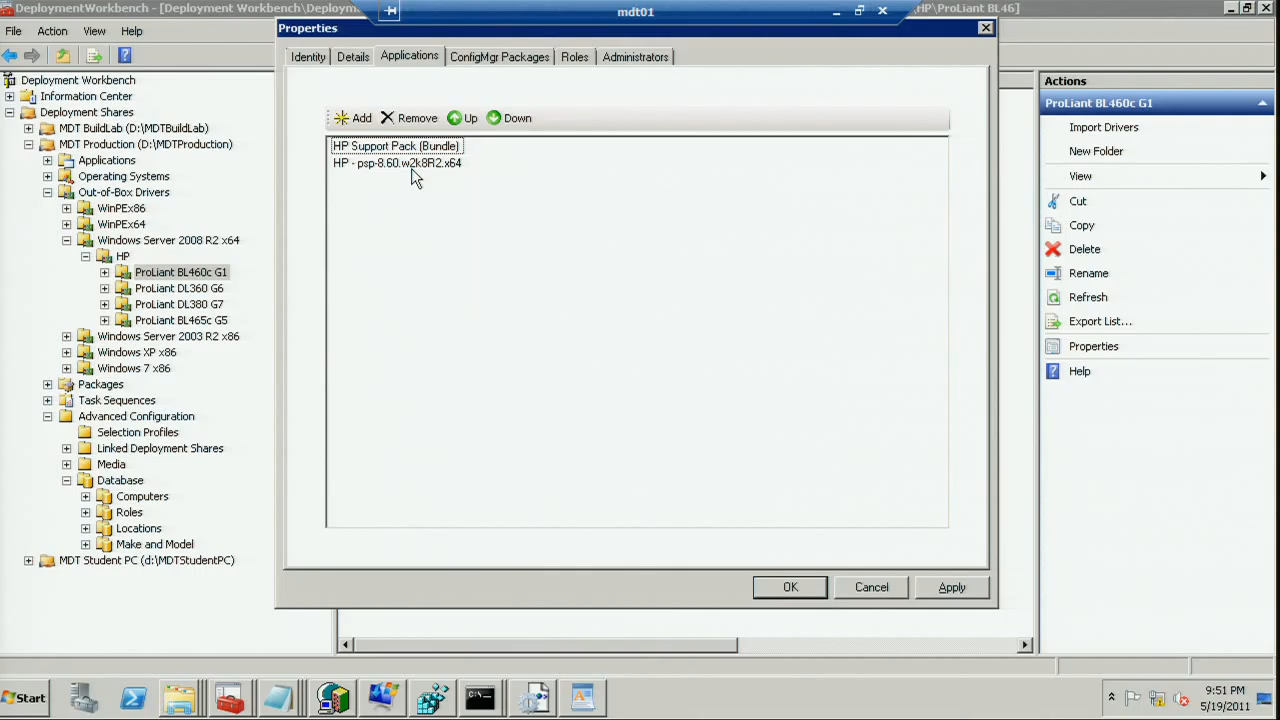 DeploymentWorkbench - [Deployment Workbench\Deploym
mdt01
\HP\ProLiant BL46]
File Action View Help
Deployment Workbench
Information Center
Deployment Shares
MDT BuildLab (D:\MDTBuildLab)
MDT Production (D:\MDTProduction)
Applications
Operating Systems
Out-of-Box Drivers
WinPEx86
WinPEx64
Windows Server 2008 R2 x64
HP
ProLiant BL460c G1
ProLiant DL360 G6
ProLiant DL380 G7
ProLiant BL465c G5
Windows Server 2003 R2 x86
Windows XP x86
Windows 7 x86
Packages
Task Sequences
Advanced Configuration
Selection Profiles
Linked Deployment Shares
Media
Database
Computers
Roles
Locations
Make and Model
MDT Student PC (d:\MDTStudentPC)
Properties
Identity Details Applications ConfigMgr Packages Roles Administrators
Add Remove Up Down
HP Support Pack (Bundle)
HP - psp-8.60.w2k8R2.x64
OK Cancel Apply
Actions
ProLiant BL460c G1
Import Drivers
New Folder
View
Cut
Copy
Delete
Rename
Refresh
Export List...
Properties
Help
Start
9:51 PM
5/19/2011